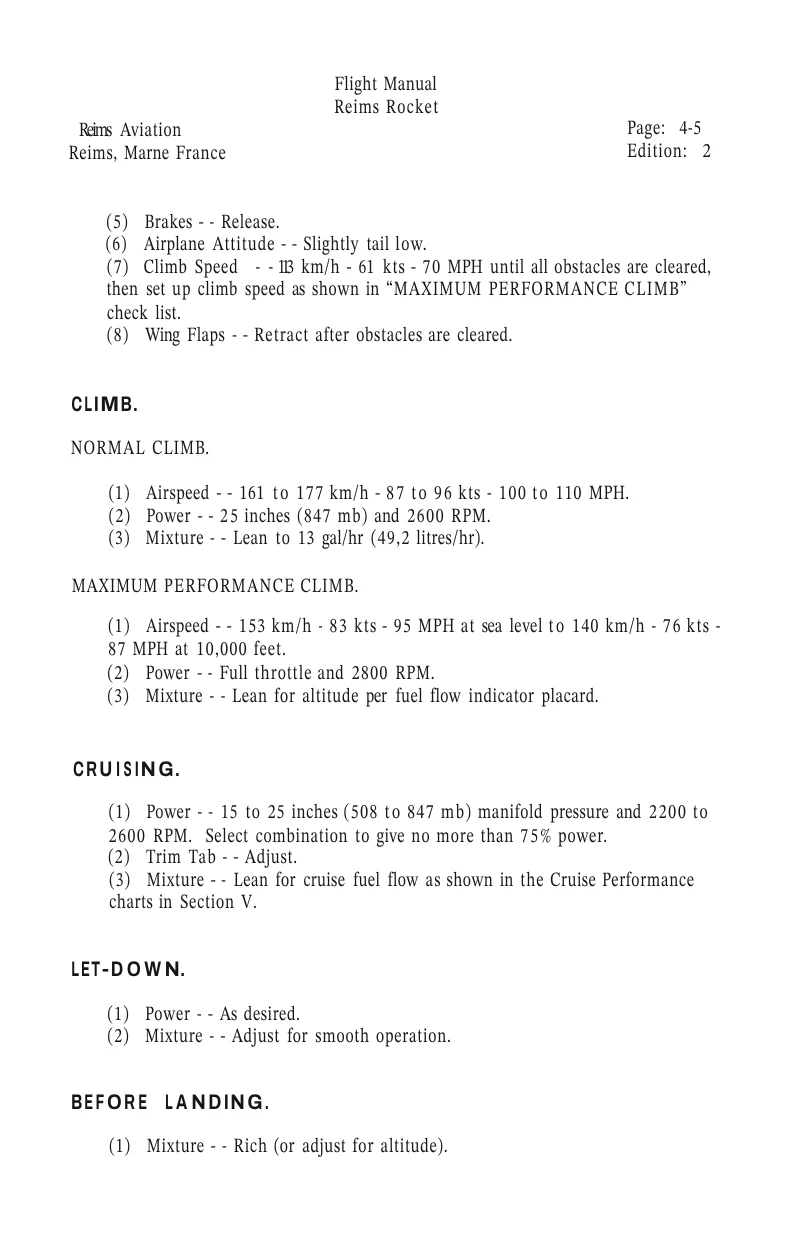 Flight Manual
Reims Rocket
Reims Aviation
Page: 4-5
Reims, Marne France
Edition: 2
(5) Brakes - - Release.
(6) Airplane Attitude - - Slightly tail low.
(7) Climb Speed - - 113 km/h - 61 kts - 70 MPH until all obstacles are cleared,
then set up climb speed as shown in “MAXIMUM PERFORMANCE CLIMB”
check list.
(8) Wing Flaps - - Retract after obstacles are cleared.
CLIMB.
NORMAL CLIMB.
(1) Airspeed - - 161 to 177 km/h - 87 to 96 kts - 100 to 110 MPH.
(2) Power - - 25 inches (847 mb) and 2600 RPM.
(3) Mixture - - Lean to 13 gal/hr (49,2 litres/hr).
MAXIMUM PERFORMANCE CLIMB.
(1) Airspeed - - 153 km/h - 83 kts - 95 MPH at sea level to 140 km/h - 76 kts -
87 MPH at 10,000 feet.
(2) Power - - Full throttle and 2800 RPM.
(3) Mixture - - Lean for altitude per fuel flow indicator placard.
CRUISING.
(1) Power - - 15 to 25 inches (508 to 847 mb) manifold pressure and 2200 to
2600 RPM. Select combination to give no more than 75% power.
(2) Trim Tab - - Adjust.
(3) Mixture - - Lean for cruise fuel flow as shown in the Cruise Performance
charts in Section V.
LET-DOWN.
(1) Power - - As desired.
(2) Mixture - - Adjust for smooth operation.
BEFORE LANDING.
(1) Mixture - - Rich (or adjust for altitude).